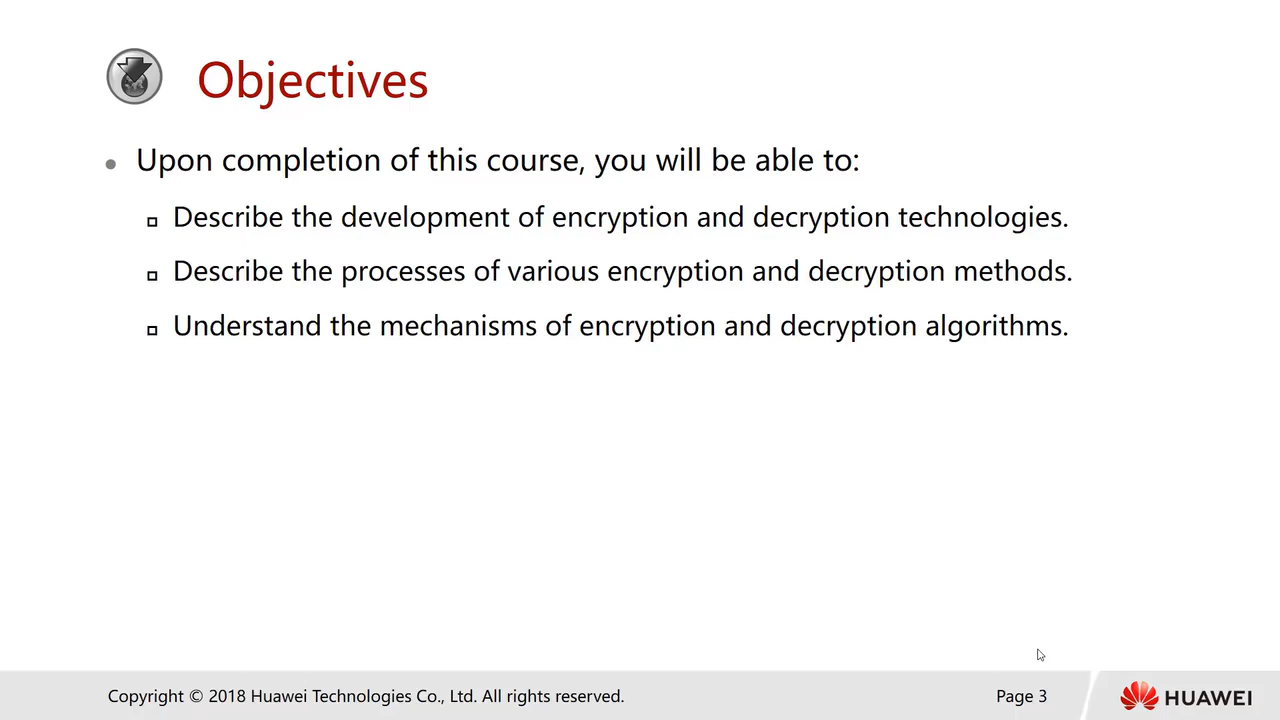 Objectives
Upon completion of this course, you will be able to:
Describe the development of encryption and decryption technologies.
Describe the processes of various encryption and decryption methods.
Understand the mechanisms of encryption and decryption algorithms.
Copyright © 2018 Huawei Technologies Co., Ltd. All rights reserved.
Page 3
HUAWEI